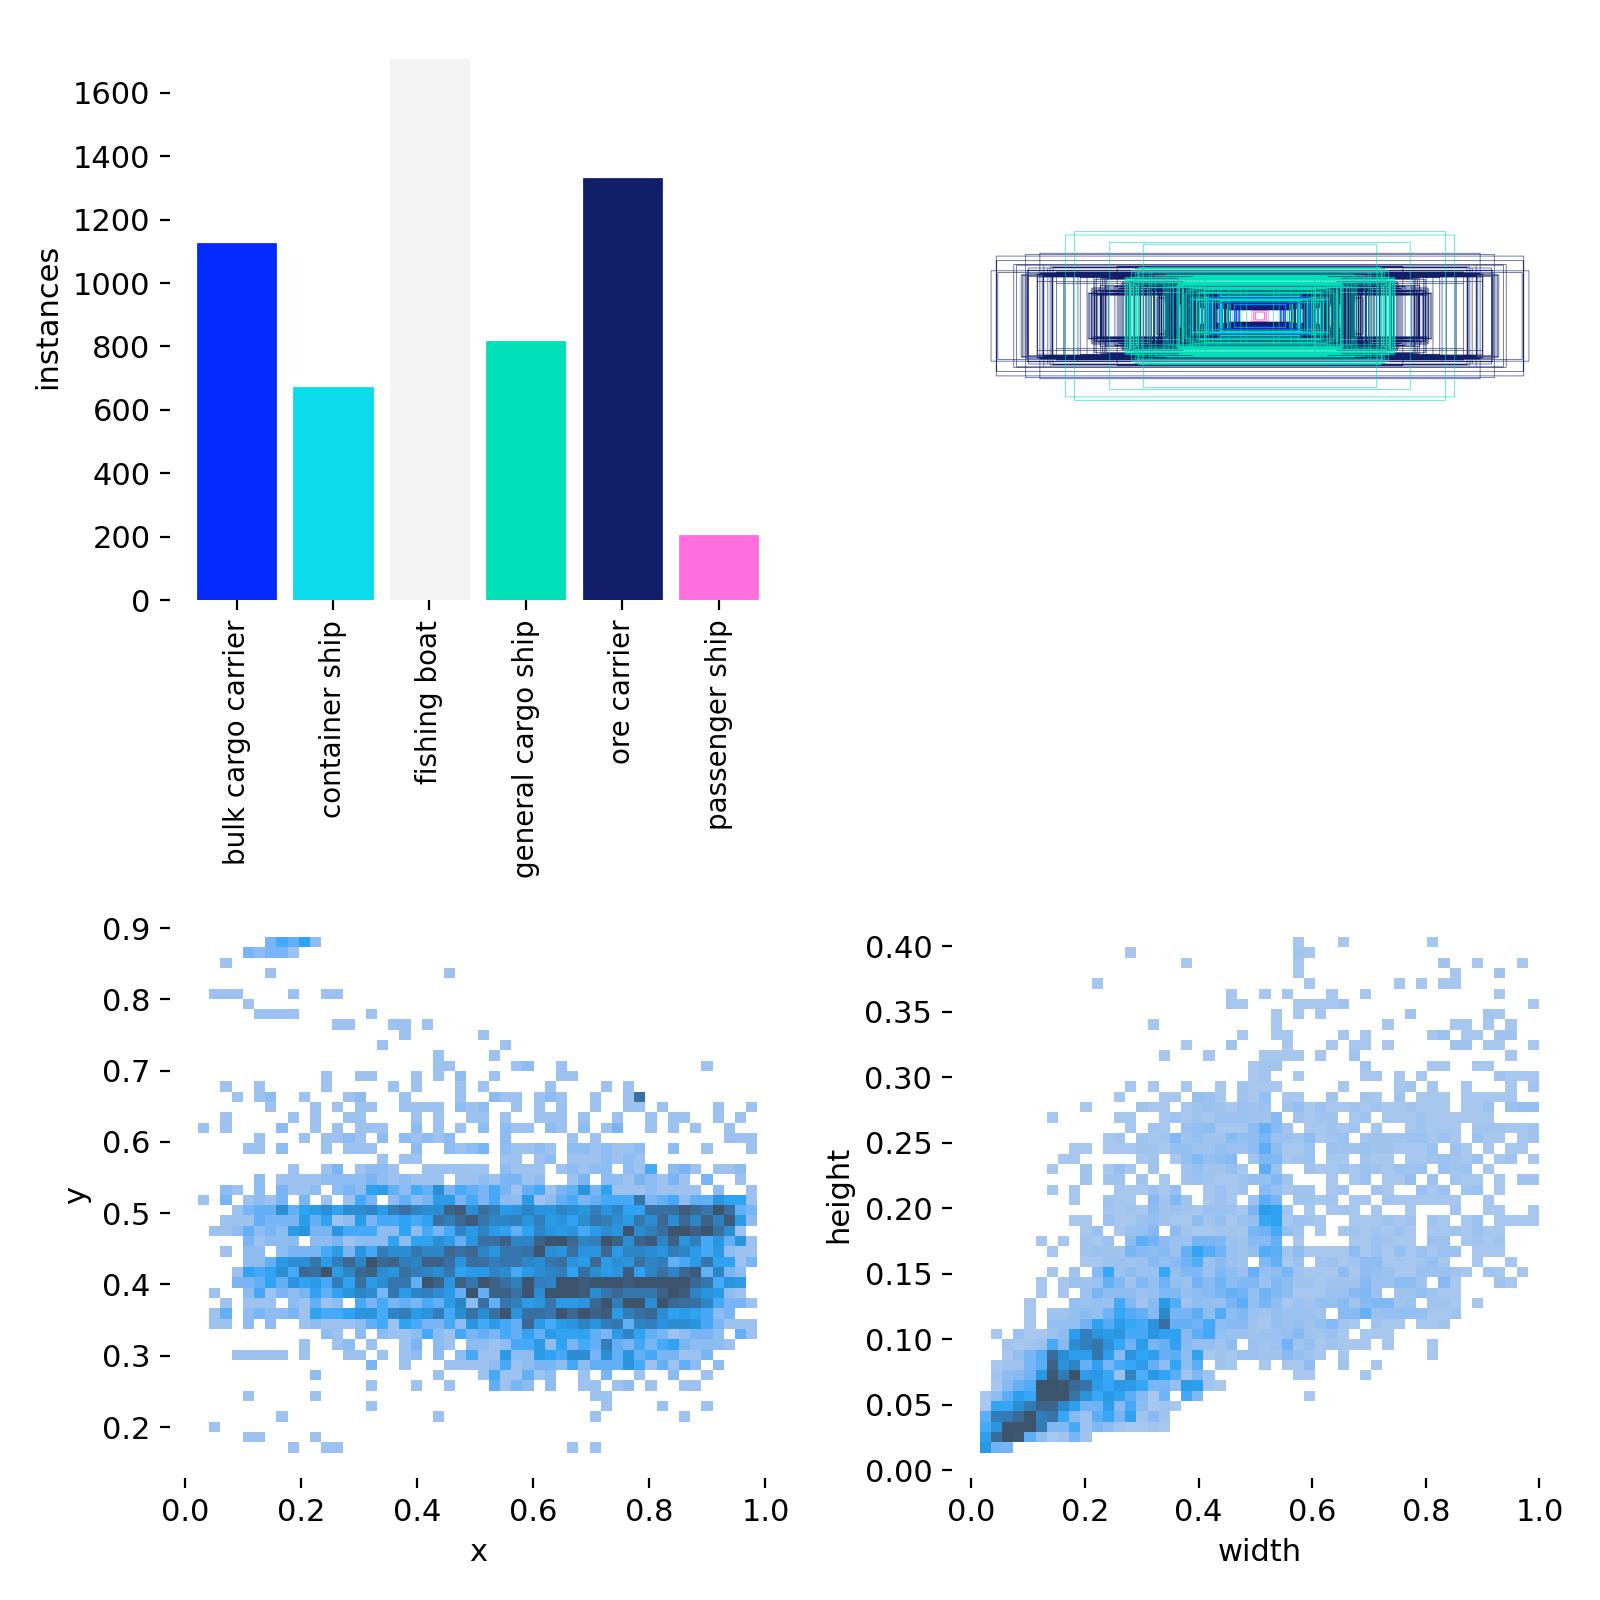 1600
1400
1200
1000
800
600
400
200
0
instances
bulk cargo carrier
container ship
fishing boat
general cargo ship
ore carrier
passenger ship
0.9
0.8
0.7
0.6
0.5
0.4
0.3
0.2
y
0.0 0.2 0.4 0.6 0.8 1.0
x
0.40
0.35
0.30
0.25
0.20
0.15
0.10
0.05
0.00
height
0.0 0.2 0.4 0.6 0.8 1.0
width